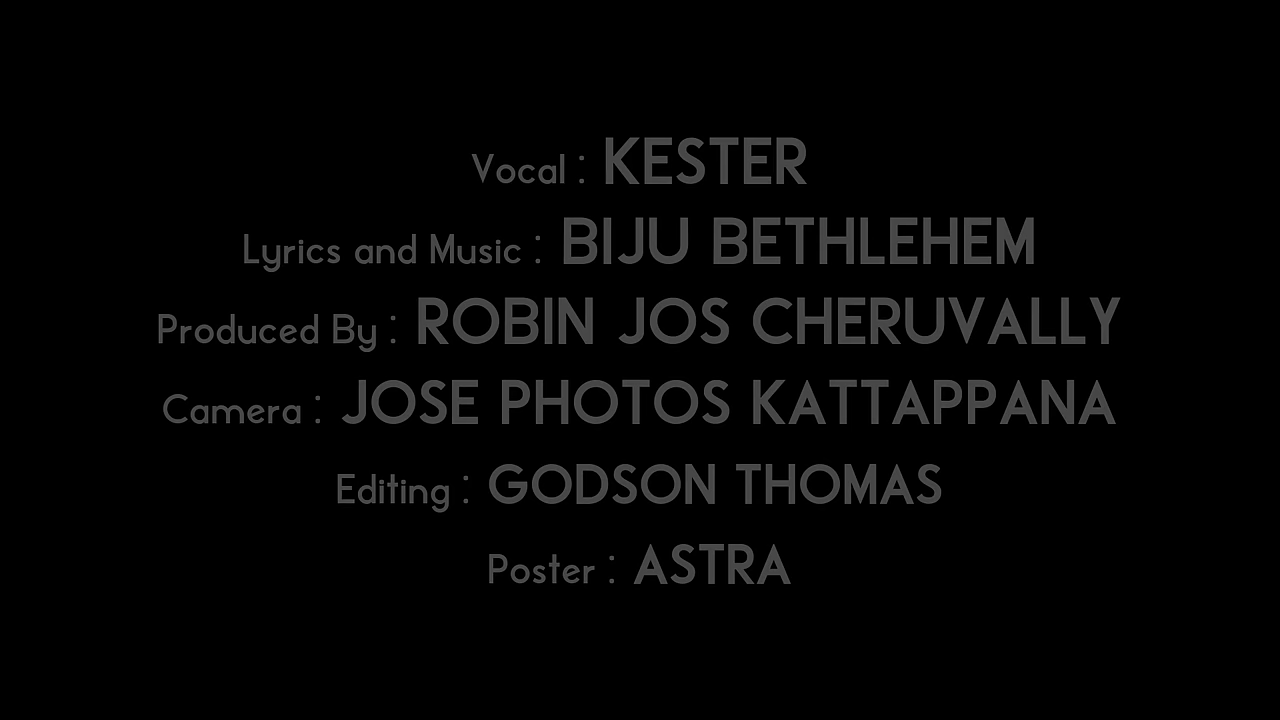 Vocal : KESTER
Lyrics and Music : BIJU BETHLEHEM
Produced By : ROBIN JOS CHERUVALLY
Camera : JOSE PHOTOS KATTAPPANA
Editing : GODSON THOMAS
Poster : ASTRA